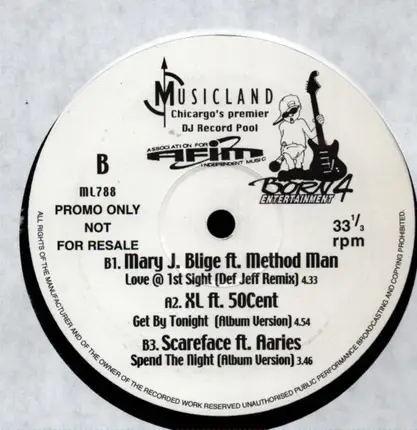 MUSICLAND
Chicargo's premier
DJ Record Pool
ASSOCIATION FOR
AFIM
INDEPENDENT MUSIC
BORN 4
ENTERTAINMENT
B
ML788
PROMO ONLY
NOT
FOR RESALE
33 1/3
rpm
B1. Mary J. Blige ft. Method Man
Love @ 1st Sight (Def Jeff Remix) 4.33
A2. XL ft. 50Cent
Get By Tonight (Album Version) 4.54
B3. Scareface ft. Aaries
Spend The Night (Album Version) 3.46
ALL RIGHTS OF THE MANUFACTURER AND OF THE OWNER OF THE RECORDED WORK RESERVED UNAUTHORISED PUBLIC PERFORMANCE BROADCASTING AND COPYING PROHIBITED.